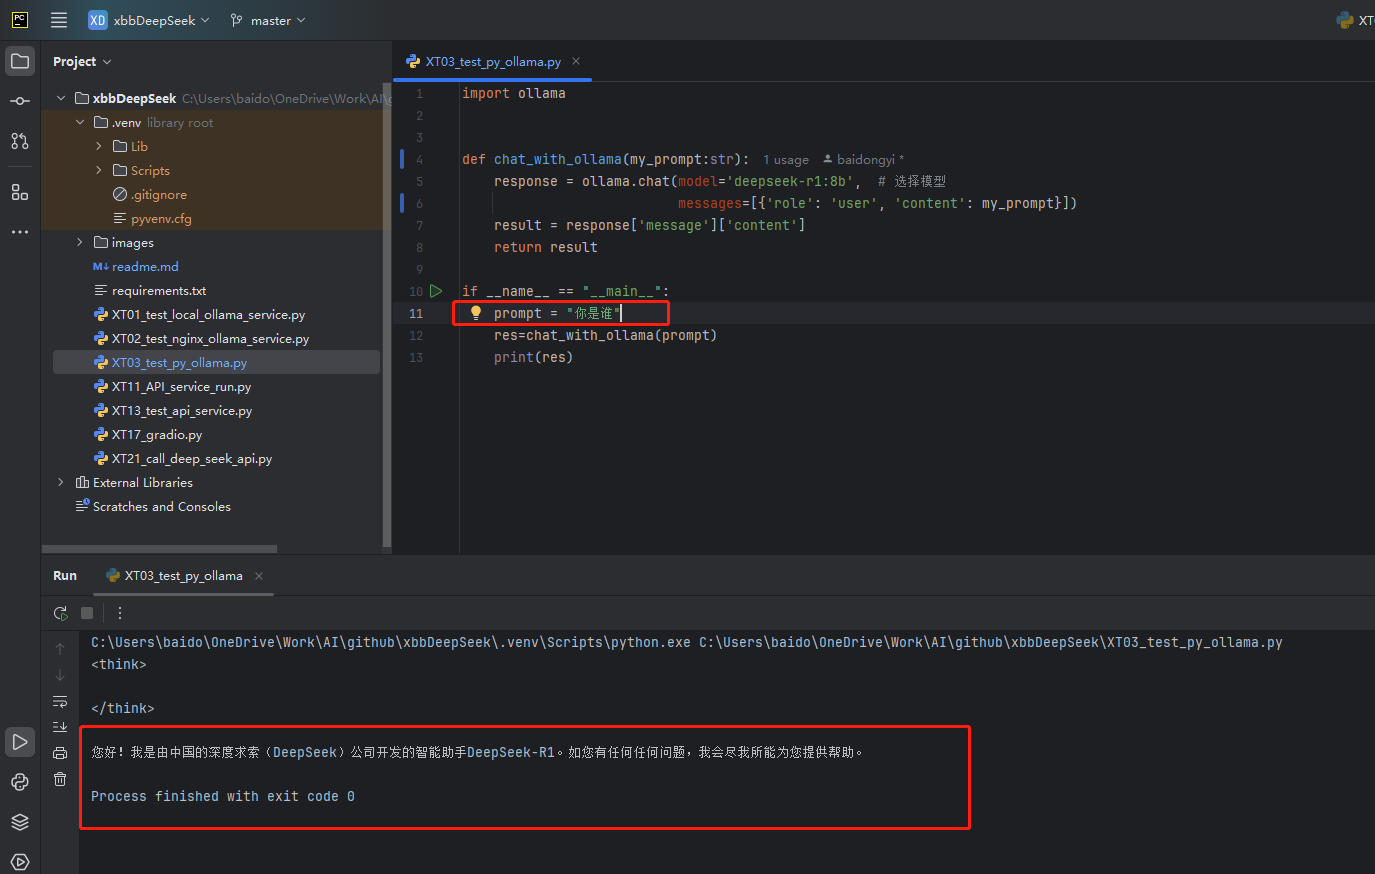 PC
XD xbbDeepSeek master
XT
Project
xbbDeepSeek C:\Users\baido\OneDrive\Work\AI\g
.venv library root
Lib
Scripts
.gitignore
pyvenv.cfg
images
M↓ readme.md
requirements.txt
XT01_test_local_ollama_service.py
XT02_test_nginx_ollama_service.py
XT03_test_py_ollama.py
XT11_API_service_run.py
XT13_test_api_service.py
XT17_gradio.py
XT21_call_deep_seek_api.py
External Libraries
Scratches and Consoles
XT03_test_py_ollama.py
1 import ollama
2
3
4 def chat_with_ollama(my_prompt:str): 1 usage baidongyi *
5 response = ollama.chat(model='deepseek-r1:8b', # 选择模型
6 messages=[{'role': 'user', 'content': my_prompt}])
7 result = response['message']['content']
8 return result
9
10 if __name__ == "__main__":
11 prompt = "你是谁"
12 res=chat_with_ollama(prompt)
13 print(res)
Run XT03_test_py_ollama
C:\Users\baido\OneDrive\Work\AI\github\xbbDeepSeek\.venv\Scripts\python.exe C:\Users\baido\OneDrive\Work\AI\github\xbbDeepSeek\XT03_test_py_ollama.py
<think>
</think>
您好！我是由中国的深度求索（DeepSeek）公司开发的智能助手DeepSeek-R1。如您有任何任何问题，我会尽我所能为您提供帮助。
Process finished with exit code 0